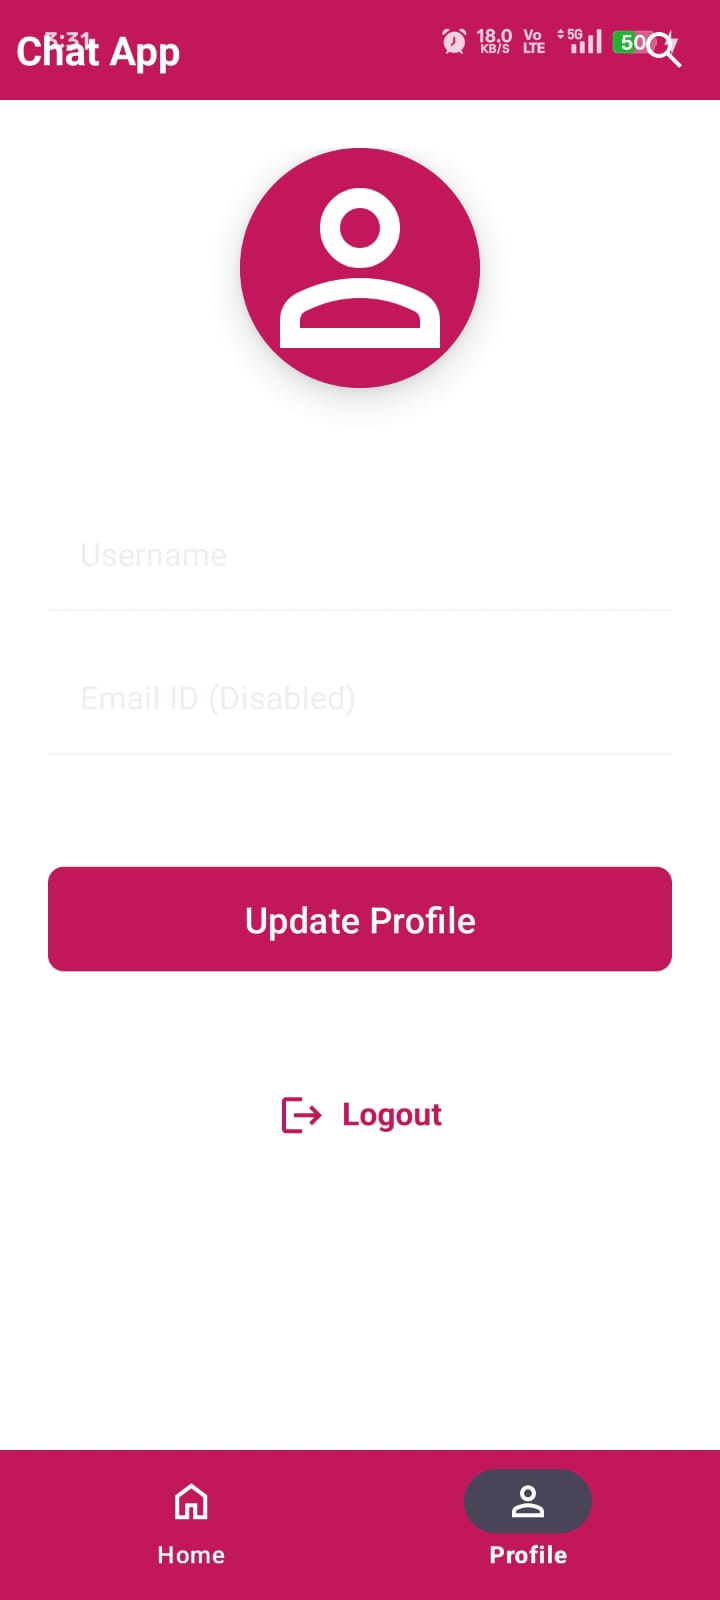 3:31
Chat App
18.0
KB/S
Vo
LTE
5G
50
Username
Email ID (Disabled)
Update Profile
Logout
Home
Profile